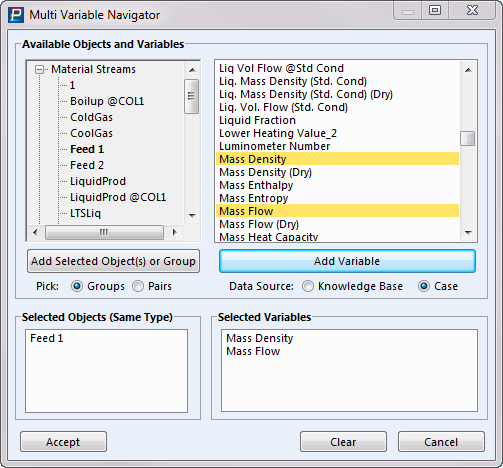 Multi Variable Navigator
Available Objects and Variables
Material Streams
1
Boilup @COL1
ColdGas
CoolGas
Feed 1
Feed 2
LiquidProd
LiquidProd @COL1
LTSLiq
Liq Vol Flow @Std Cond
Liq. Mass Density (Std. Cond)
Liq. Mass Density (Std. Cond) (Dry)
Liq. Vol. Flow (Std. Cond)
Liquid Fraction
Lower Heating Value_2
Luminometer Number
Mass Density
Mass Density (Dry)
Mass Enthalpy
Mass Entropy
Mass Flow
Mass Flow (Dry)
Mass Heat Capacity
Add Selected Object(s) or Group
Add Variable
Pick: Groups Pairs
Data Source: Knowledge Base Case
Selected Objects (Same Type)
Feed 1
Selected Variables
Mass Density
Mass Flow
Accept
Clear
Cancel